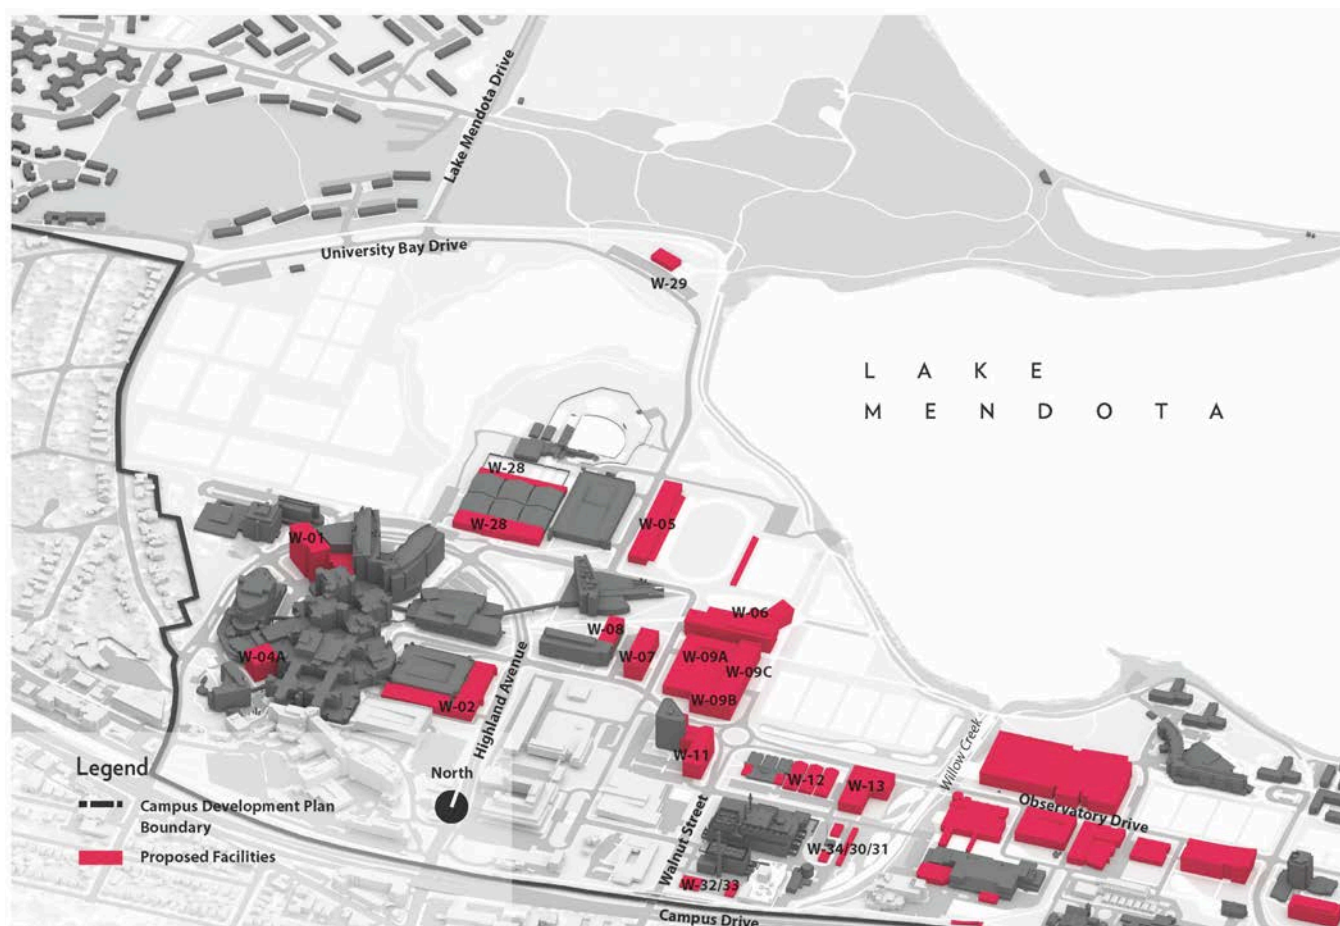 Lake Mendota Drive
University Bay Drive
W-29
LAKE
MENDOTA
W-28
W-28
W-05
W-01
W-06
W-08
W-04A
W-07
W-09A
W-09C
W-09B
W-02
Highland Avenue
W-11
Willow Creek
Legend
North
W-12
W-13
Campus Development Plan
Boundary
Observatory Drive
Walnut Street
W-34/30/31
Proposed Facilities
W-32/33
Campus Drive